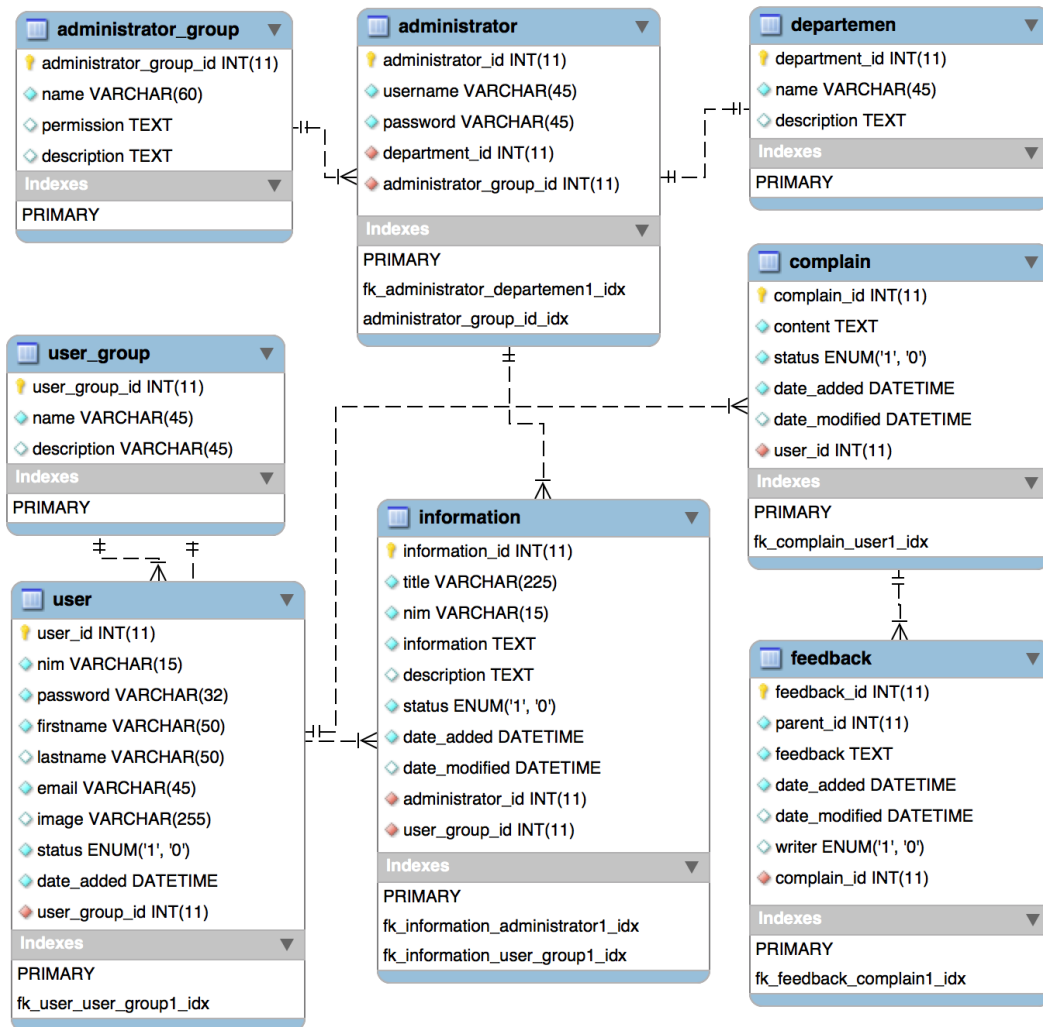 administrator_group
administrator_group_id INT(11)
name VARCHAR(60)
permission TEXT
description TEXT
Indexes
PRIMARY
administrator
administrator_id INT(11)
username VARCHAR(45)
password VARCHAR(45)
department_id INT(11)
administrator_group_id INT(11)
Indexes
PRIMARY
fk_administrator_departemen1_idx
administrator_group_id_idx
departemen
department_id INT(11)
name VARCHAR(45)
description TEXT
Indexes
PRIMARY
complain
complain_id INT(11)
content TEXT
status ENUM('1', '0')
date_added DATETIME
date_modified DATETIME
user_id INT(11)
Indexes
PRIMARY
fk_complain_user1_idx
user_group
user_group_id INT(11)
name VARCHAR(45)
description VARCHAR(45)
Indexes
PRIMARY
information
information_id INT(11)
title VARCHAR(225)
nim VARCHAR(15)
information TEXT
description TEXT
status ENUM('1', '0')
date_added DATETIME
date_modified DATETIME
administrator_id INT(11)
user_group_id INT(11)
Indexes
PRIMARY
fk_information_administrator1_idx
fk_information_user_group1_idx
user
user_id INT(11)
nim VARCHAR(15)
password VARCHAR(32)
firstname VARCHAR(50)
lastname VARCHAR(50)
email VARCHAR(45)
image VARCHAR(255)
status ENUM('1', '0')
date_added DATETIME
user_group_id INT(11)
Indexes
PRIMARY
fk_user_user_group1_idx
feedback
feedback_id INT(11)
parent_id INT(11)
feedback TEXT
date_added DATETIME
date_modified DATETIME
writer ENUM('1', '0')
complain_id INT(11)
Indexes
PRIMARY
fk_feedback_complain1_idx